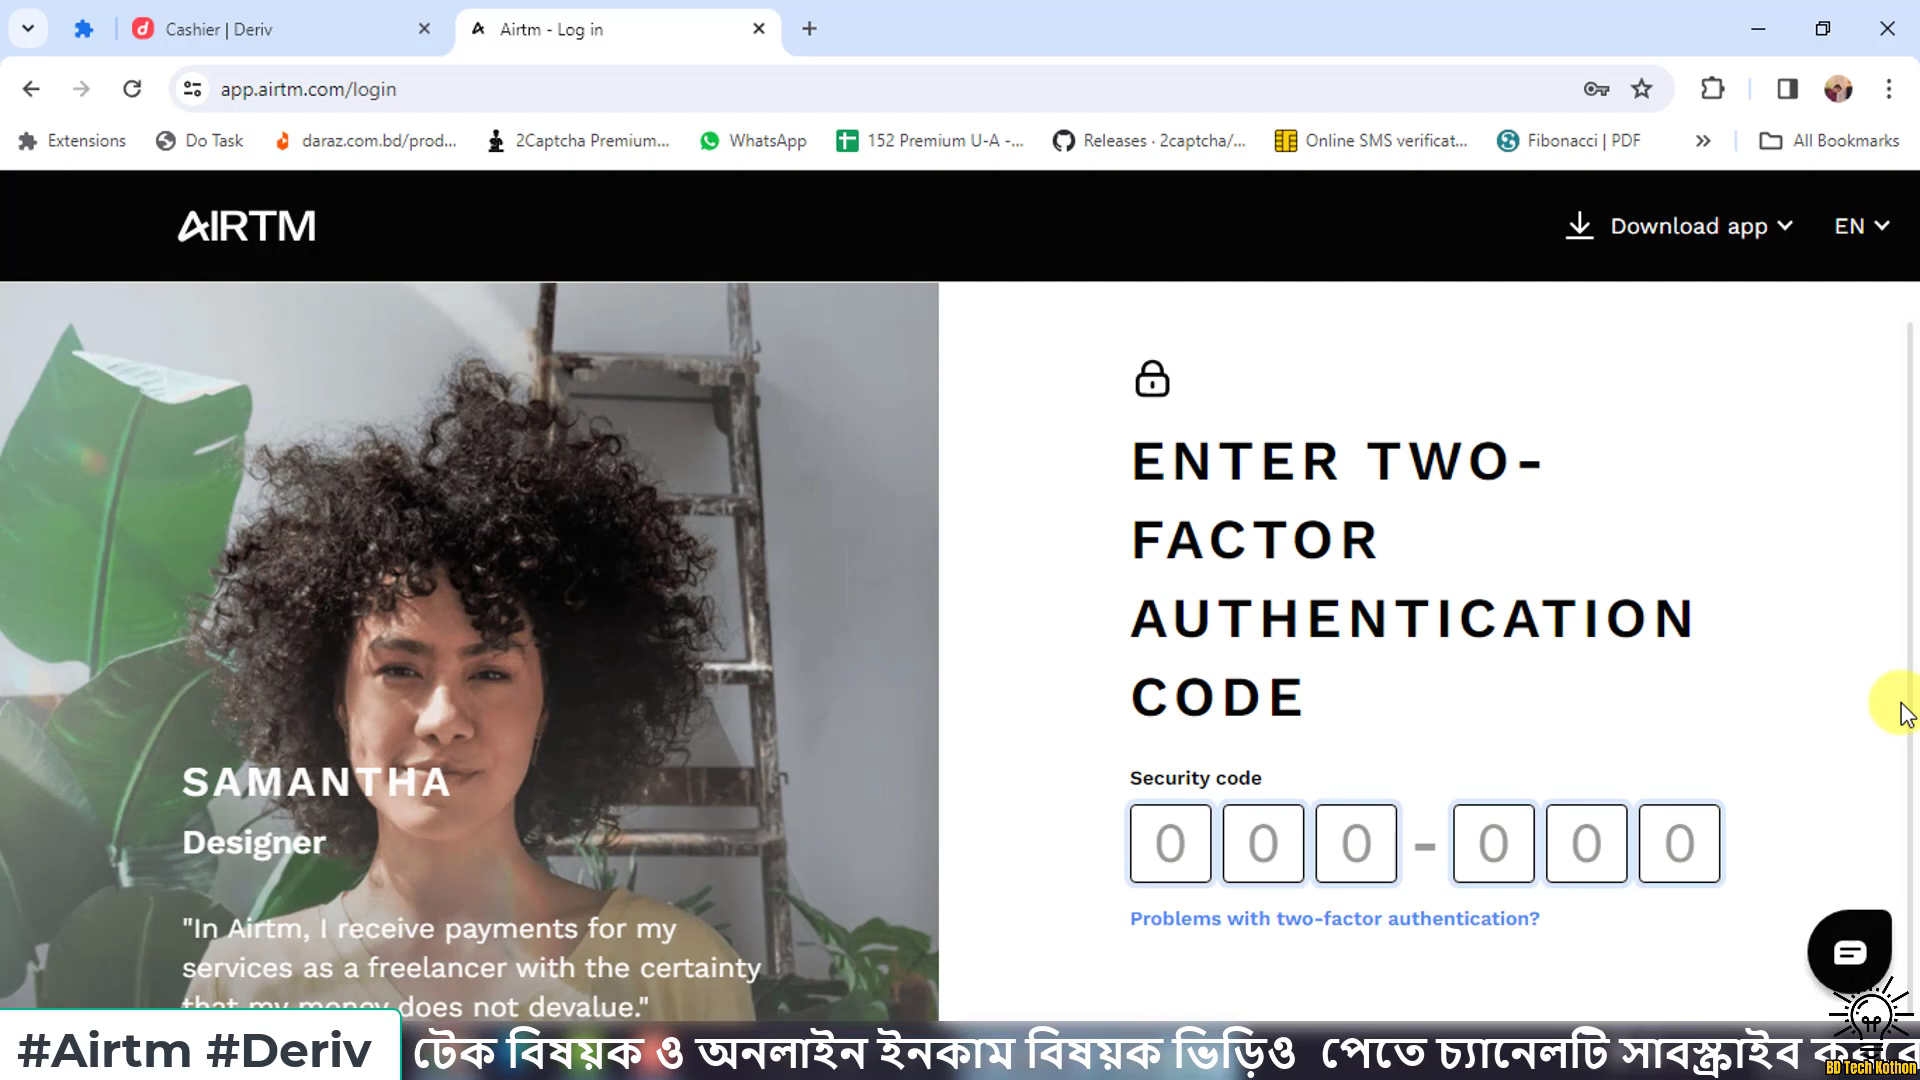 Cashier | Deriv
Airtm - Log in
app.airtm.com/login
Extensions
Do Task
daraz.com.bd/prod...
2Captcha Premium...
WhatsApp
152 Premium U-A -...
Releases · 2captcha/...
Online SMS verificat...
Fibonacci | PDF
All Bookmarks
AIRTM
Download app
EN
ENTER TWO-
FACTOR
AUTHENTICATION
CODE
Security code
0 0 0 - 0 0 0
Problems with two-factor authentication?
SAMANTHA
Designer
"In Airtm, I receive payments for my
services as a freelancer with the certainty
that my money does not devalue."
#Airtm #Deriv
টেক বিষয়ক ও অনলাইন ইনকাম বিষয়ক ভিড়িও পেতে চ্যানেলটি সাবস্ক্রাইব
BD Tech Kothon